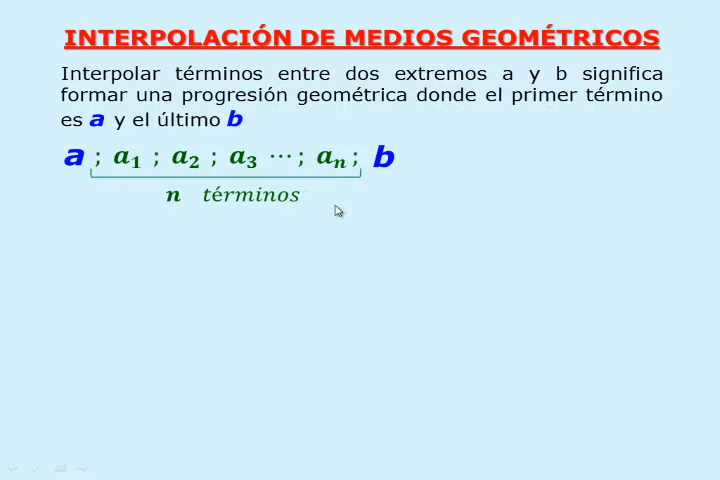 INTERPOLACIÓN DE MEDIOS GEOMÉTRICOS
Interpolar términos entre dos extremos a y b significa
formar una progresión geométrica donde el primer término
es a y el último b
a ; a₁ ; a₂ ; a₃ ⋯ ; aₙ ; b
n términos